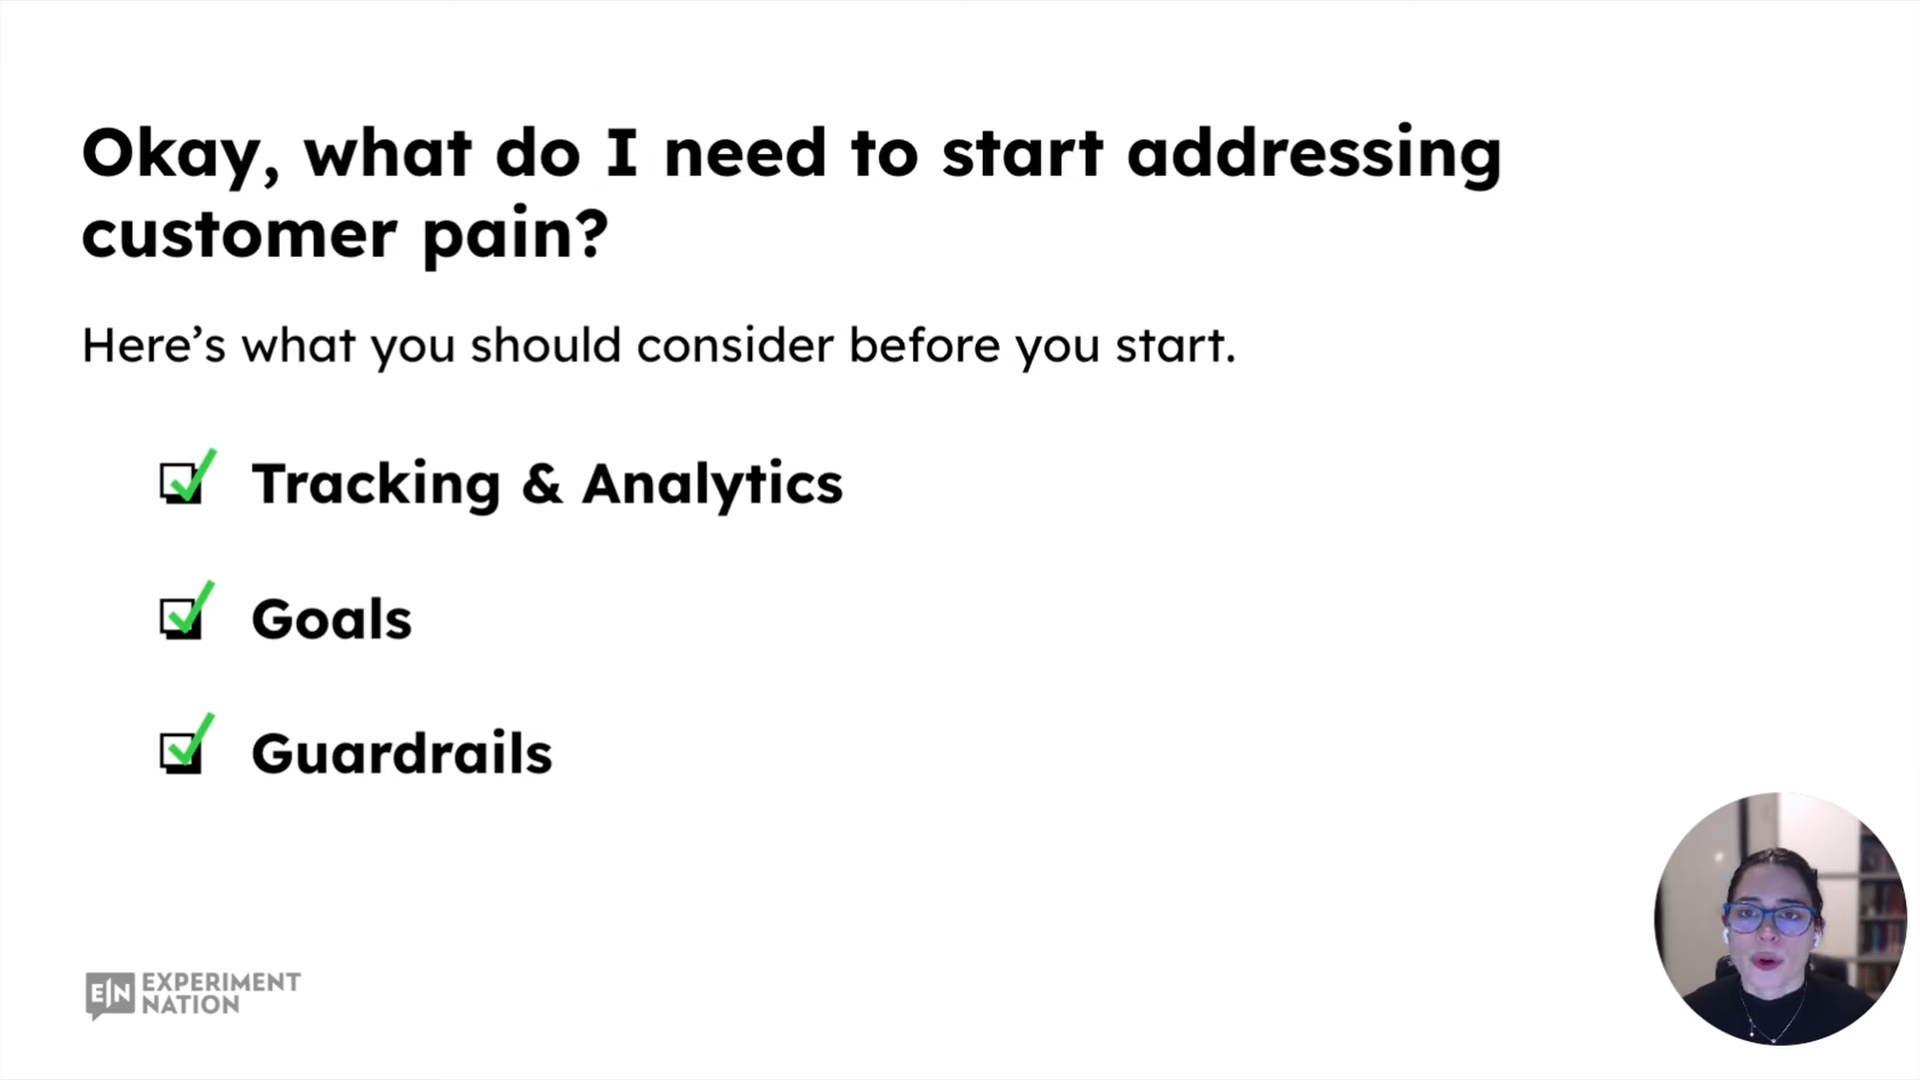 Okay, what do I need to start addressing
customer pain?
Here’s what you should consider before you start.
Tracking & Analytics
Goals
Guardrails
E|N EXPERIMENT
NATION